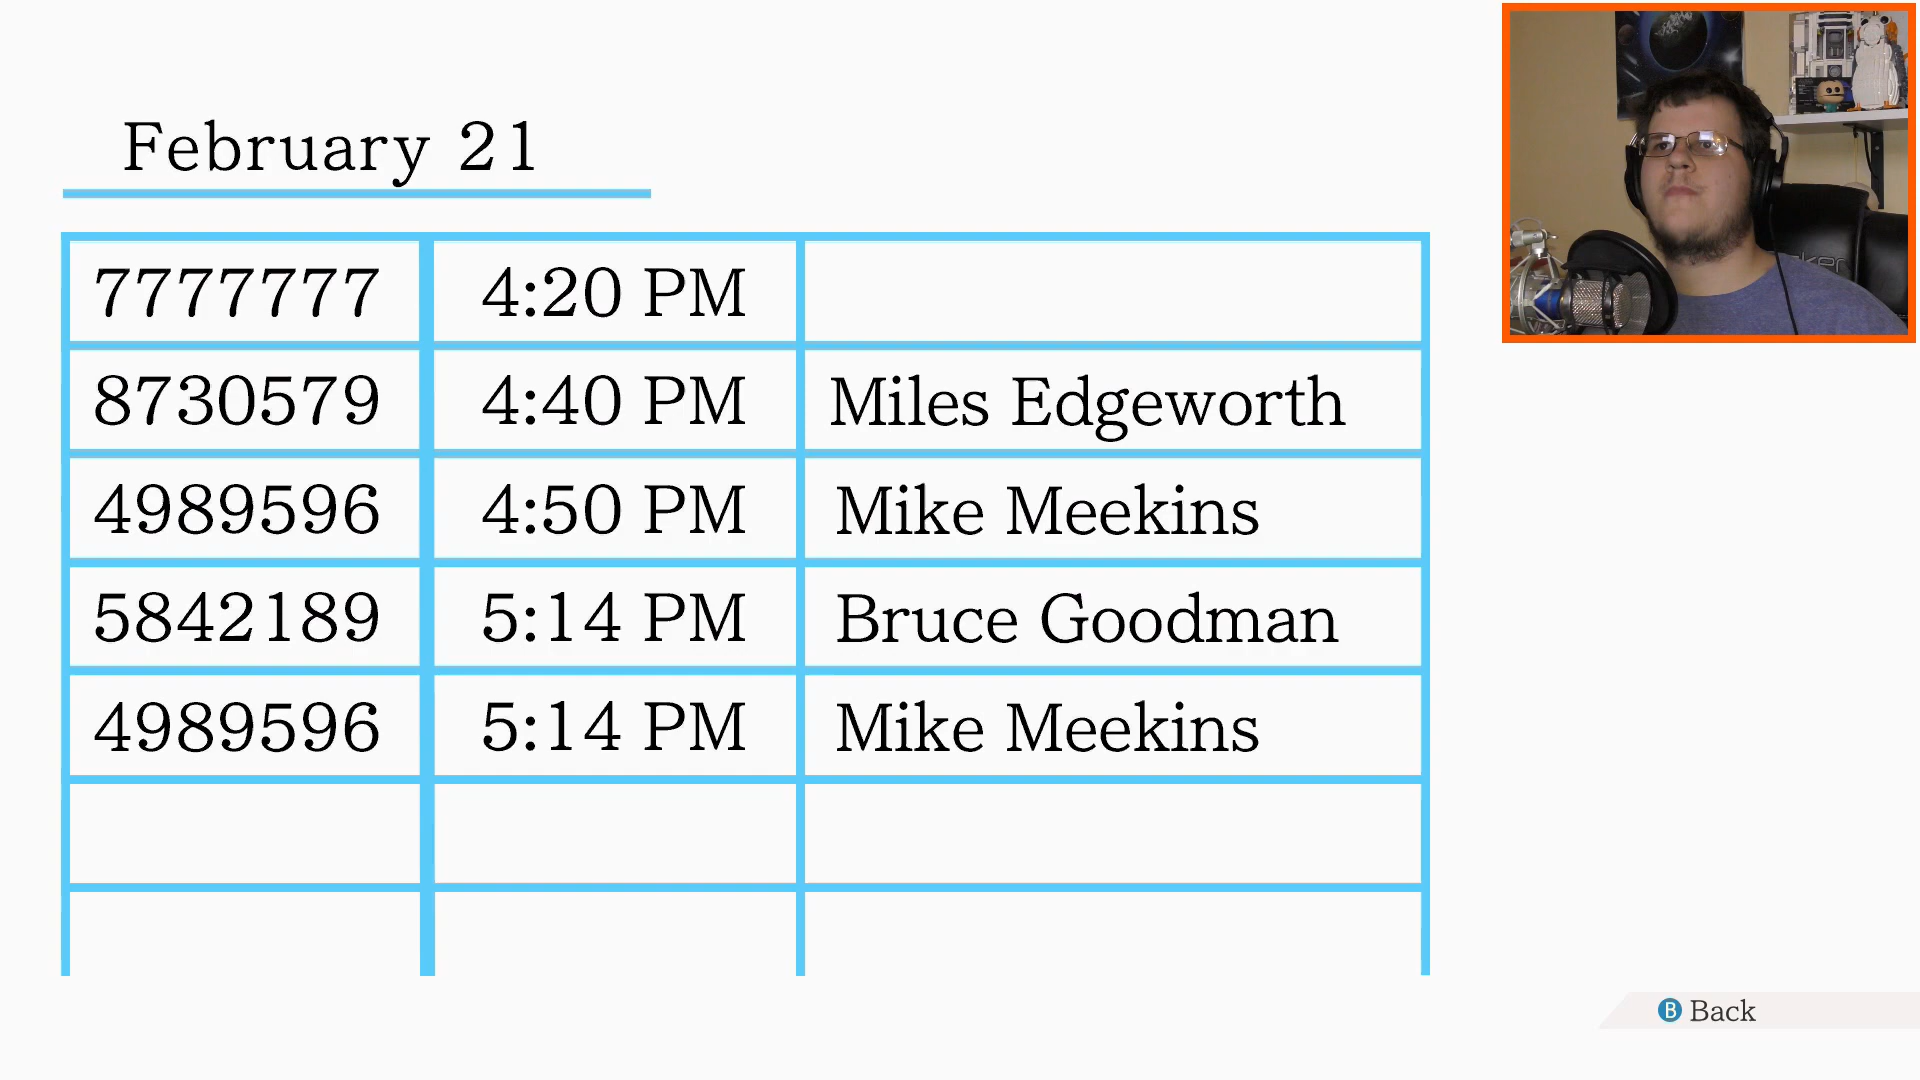 February 21
7777777 4:20 PM
8730579 4:40 PM Miles Edgeworth
4989596 4:50 PM Mike Meekins
5842189 5:14 PM Bruce Goodman
4989596 5:14 PM Mike Meekins
B Back